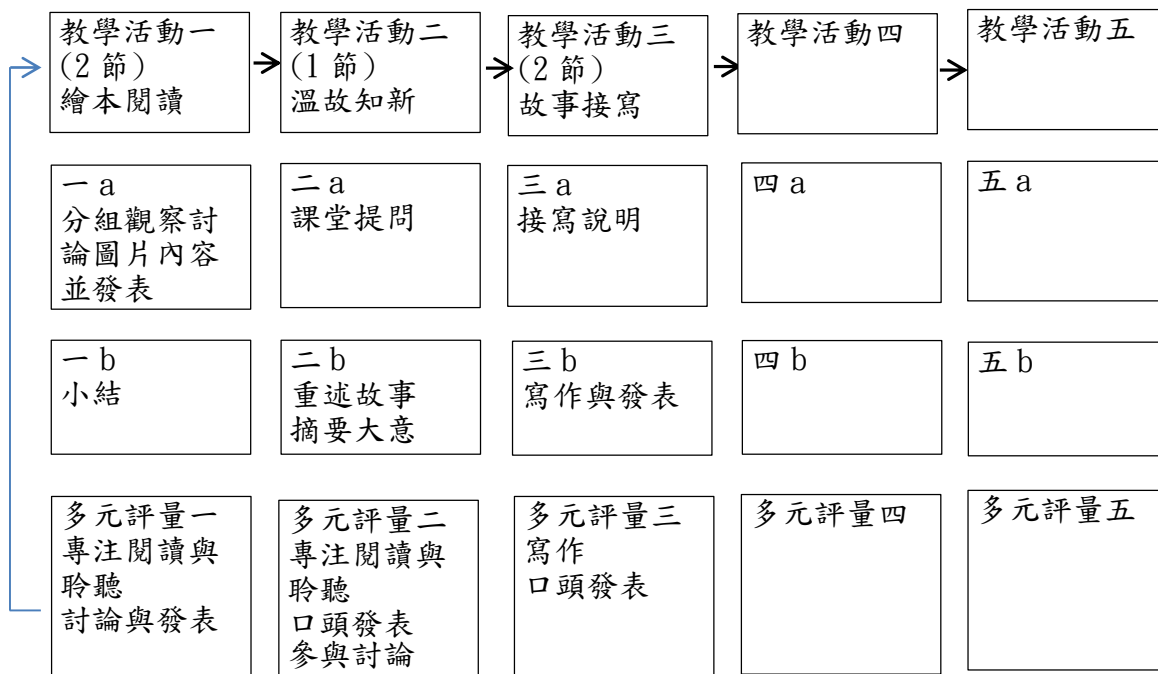 教學活動一
(2 節)
繪本閱讀
教學活動二
(1 節)
溫故知新
教學活動三
(2 節)
故事接寫
教學活動四
教學活動五
一 a
分組觀察討
論圖片內容
並發表
二 a
課堂提問
三 a
接寫說明
四 a
五 a
一 b
小結
二 b
重述故事
摘要大意
三 b
寫作與發表
四 b
五 b
多元評量一
專注閱讀與
聆聽
討論與發表
多元評量二
專注閱讀與
聆聽
口頭發表
參與討論
多元評量三
寫作
口頭發表
多元評量四
多元評量五